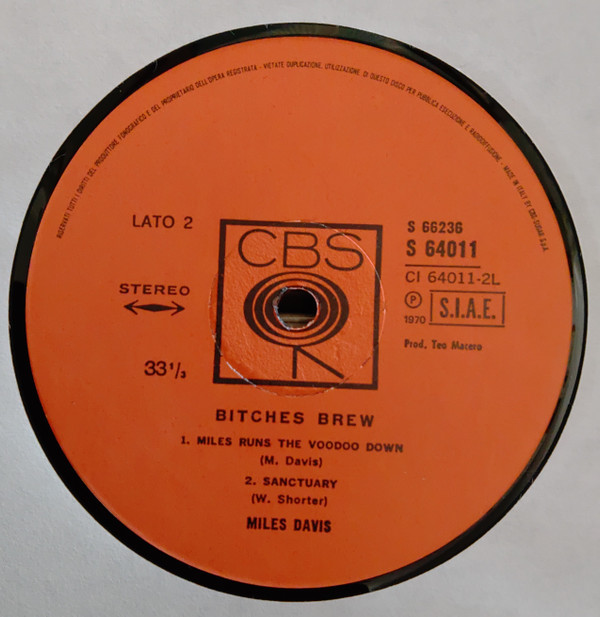 RISERVATI TUTTI I DIRITTI DEL PRODUTTORE FONOGRAFICO E DEL PROPRIETARIO DELL'OPERA REGISTRATA - VIETATE DUPLICAZIONE, UTILIZZAZIONE DI QUESTO DISCO PER PUBBLICA ESECUZIONE E RADIODIFFUSIONE - MADE IN ITALY BY CBS-SUGAR S.p.A.
LATO 2
CBS
S 66236
S 64011
CI 64011-2L
STEREO
℗
1970
S.I.A.E.
Prod. Teo Macero
33 1/3
BITCHES BREW
1. MILES RUNS THE VOODOO DOWN
(M. Davis)
2. SANCTUARY
(W. Shorter)
MILES DAVIS